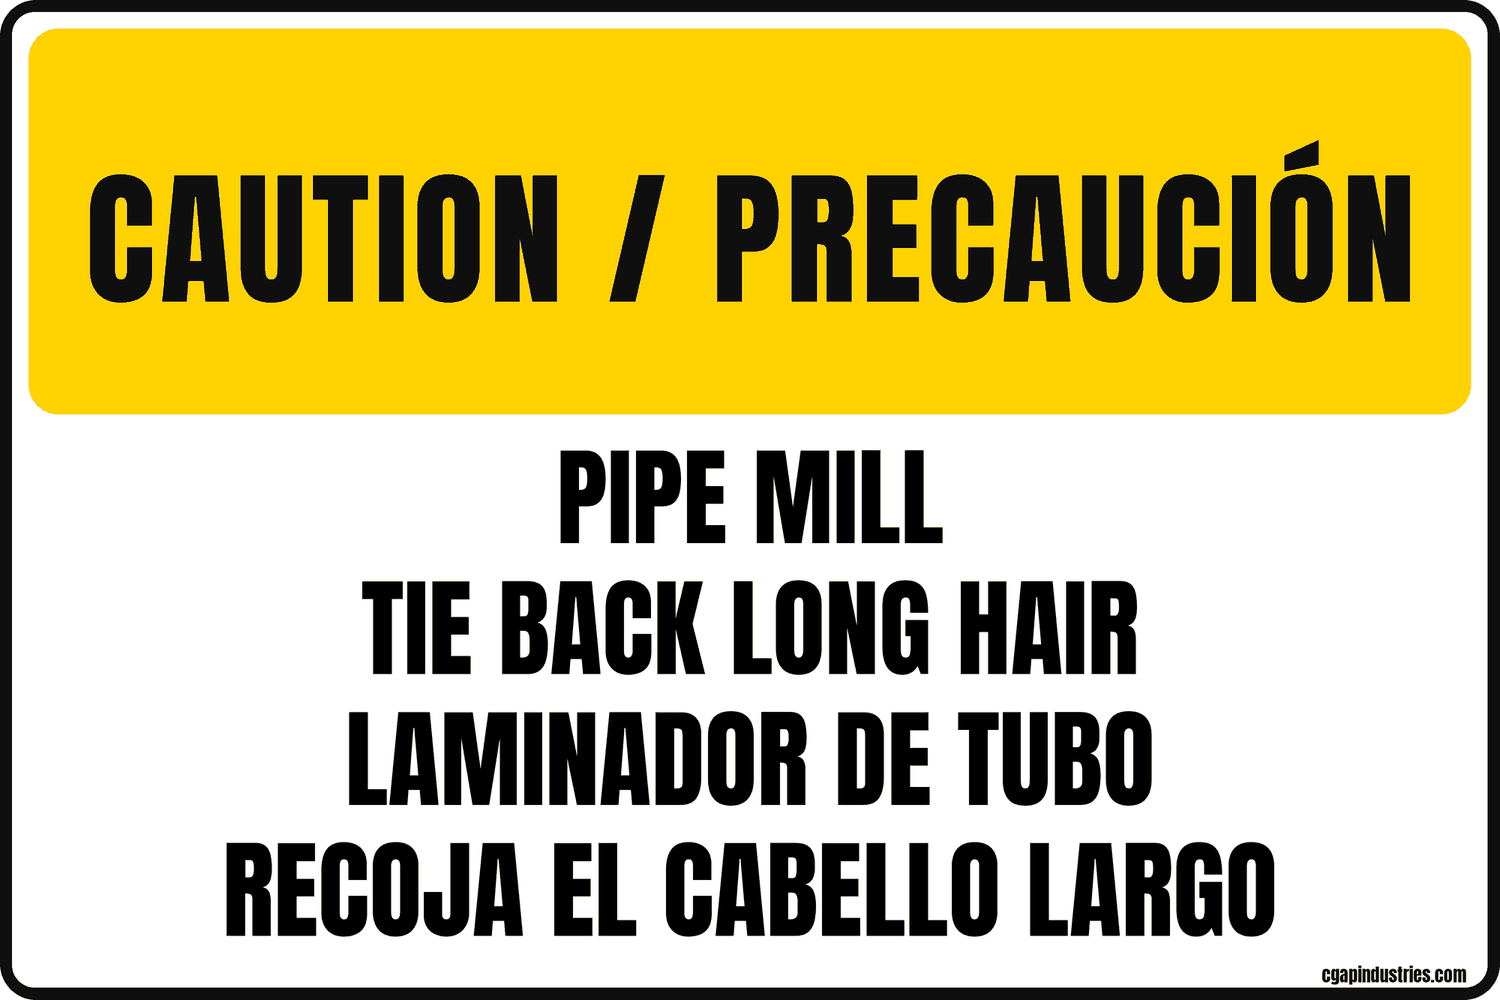 CAUTION / PRECAUCIÓN
PIPE MILL
TIE BACK LONG HAIR
LAMINADOR DE TUBO
RECOJA EL CABELLO LARGO
cgapindustries.com